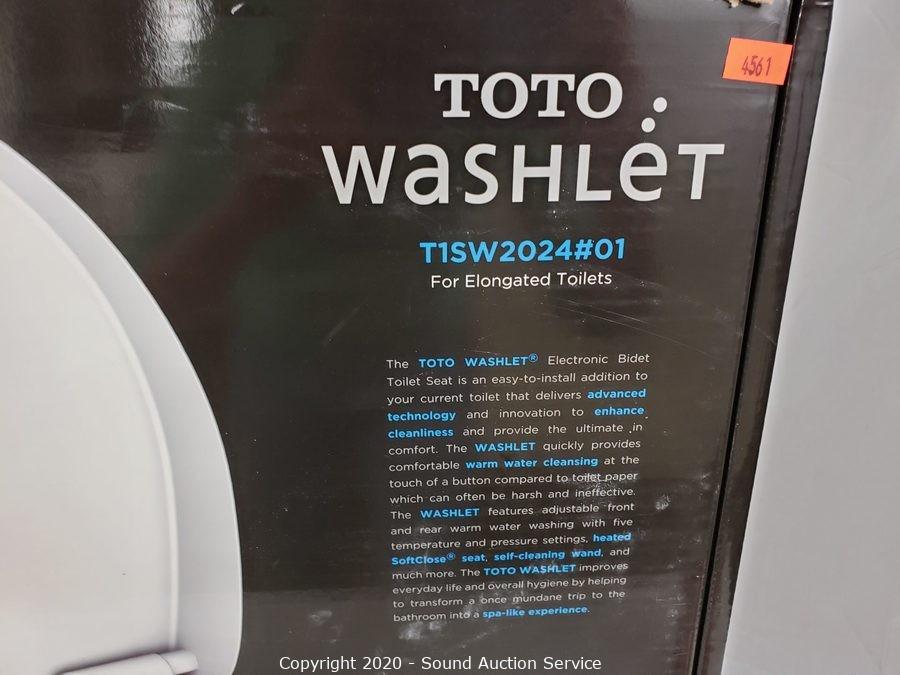 4561
TOTO
WASHLET
T1SW2024#01
For Elongated Toilets
The TOTO WASHLET® Electronic Bidet
Toilet Seat is an easy-to-install addition to
your current toilet that delivers advanced
technology and innovation to enhance
cleanliness and provide the ultimate in
comfort. The WASHLET quickly provides
comfortable warm water cleansing at the
touch of a button compared to toilet paper
which can often be harsh and ineffective.
The WASHLET features adjustable front
and rear warm water washing with five
temperature and pressure settings, heated
SoftClose® seat, self-cleaning wand, and
much more. The TOTO WASHLET improves
everyday life and overall hygiene by helping
to transform a once mundane trip to the
bathroom into a spa-like experience.
Copyright 2020 - Sound Auction Service